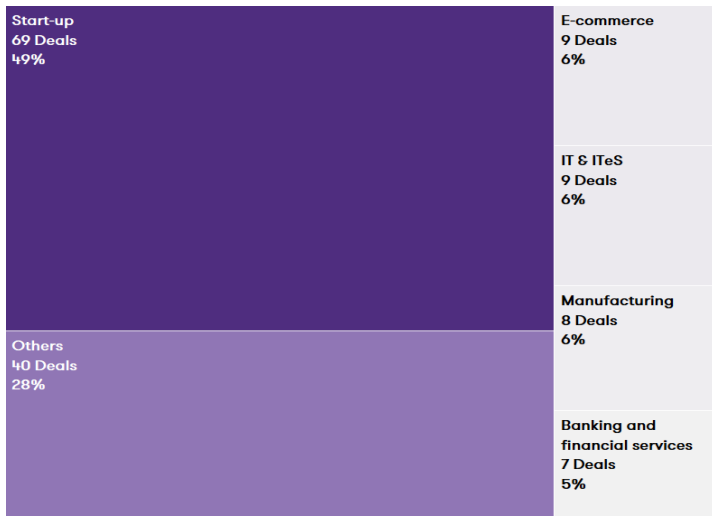 Start-up
69 Deals
49%
Others
40 Deals
28%
E-commerce
9 Deals
6%
IT & ITeS
9 Deals
6%
Manufacturing
8 Deals
6%
Banking and
financial services
7 Deals
5%